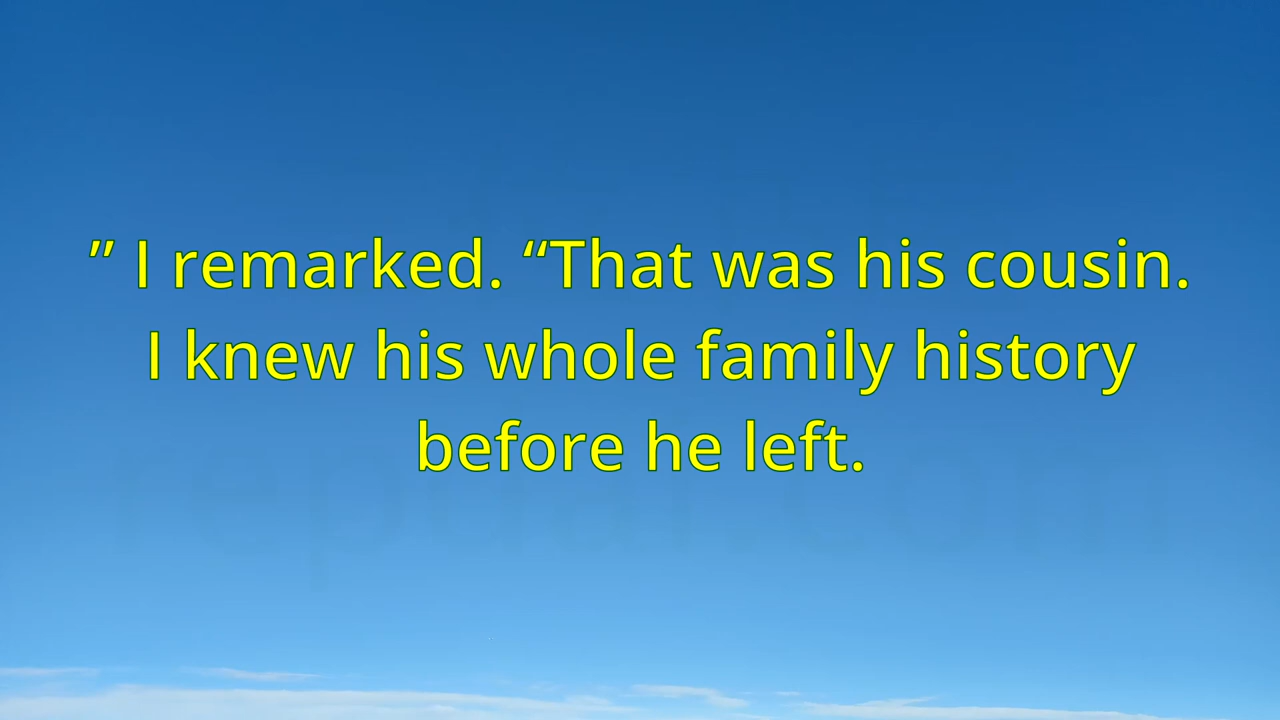 ” I remarked. “That was his cousin.
I knew his whole family history
before he left.